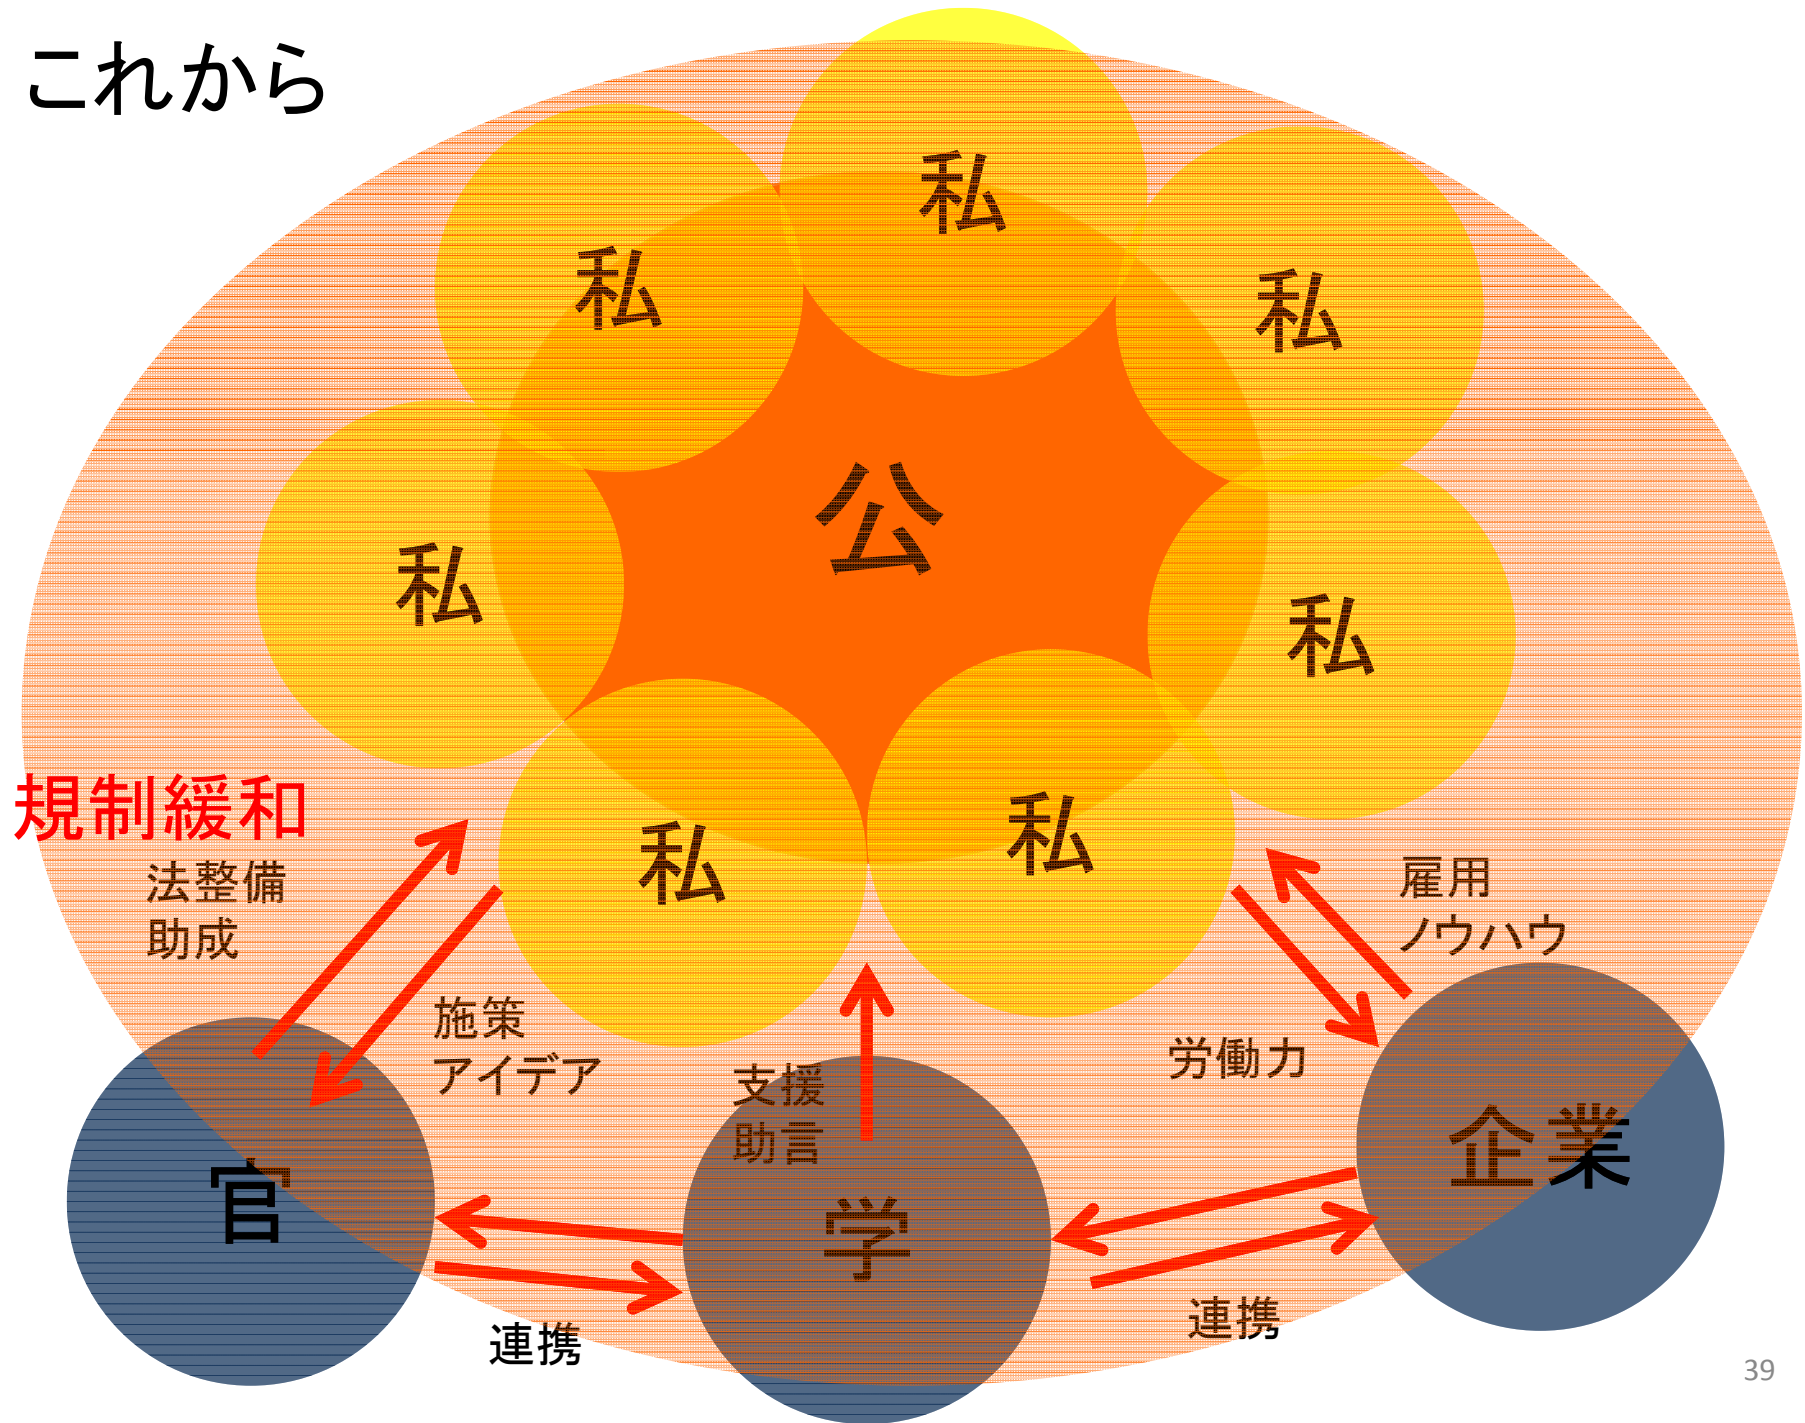 これから
私
私
私
私
私
公
私
私
規制緩和
法整備
助成
施策
アイデア
支援
助言
労働力
雇用
ノウハウ
官
学
企業
連携
連携
39